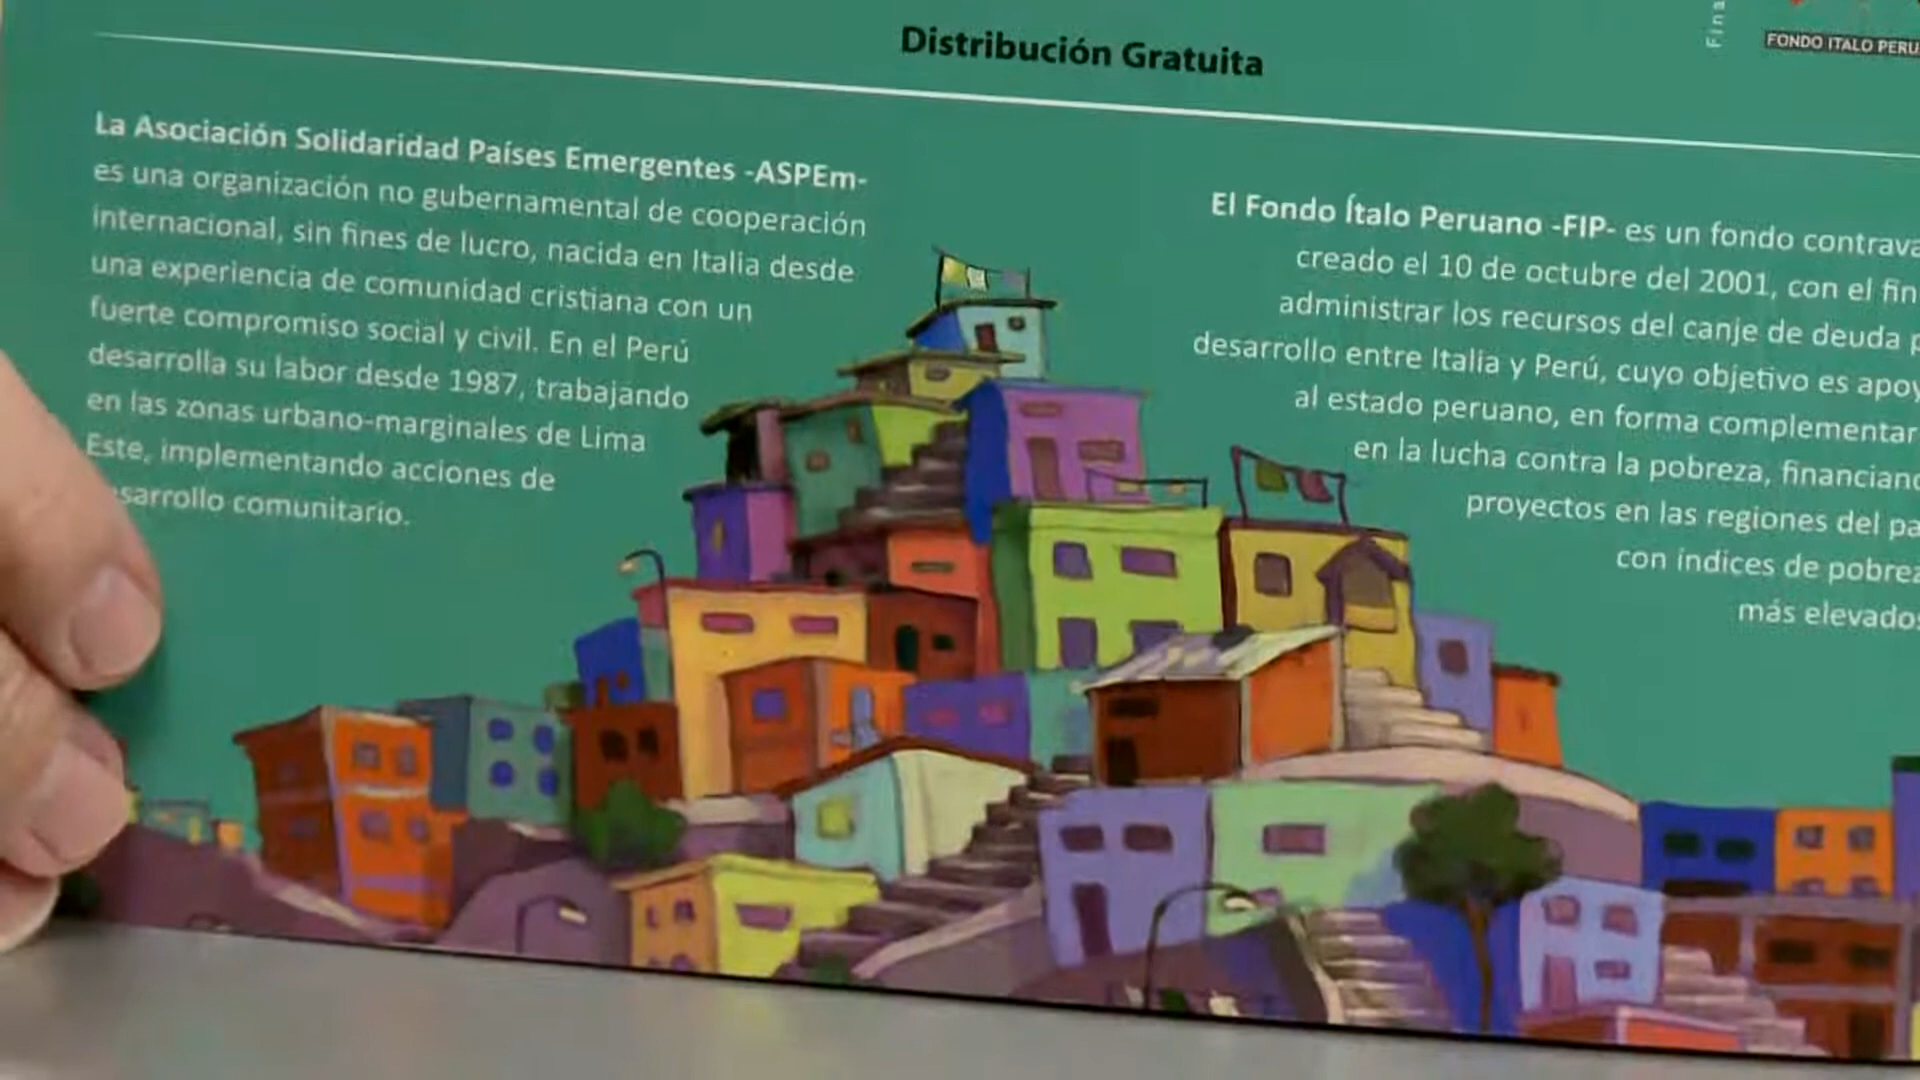 Distribución Gratuita
Fina
FONDO ITALO PERU
La Asociación Solidaridad Países Emergentes -ASPEm-
es una organización no gubernamental de cooperación
internacional, sin fines de lucro, nacida en Italia desde
una experiencia de comunidad cristiana con un
fuerte compromiso social y civil. En el Perú
desarrolla su labor desde 1987, trabajando
en las zonas urbano-marginales de Lima
Este, implementando acciones de
sarrollo comunitario.
El Fondo Ítalo Peruano -FIP- es un fondo contrava
creado el 10 de octubre del 2001, con el fin
administrar los recursos del canje de deuda p
desarrollo entre Italia y Perú, cuyo objetivo es apoy
al estado peruano, en forma complementar
en la lucha contra la pobreza, financiand
proyectos en las regiones del pa
con índices de pobrez
más elevados